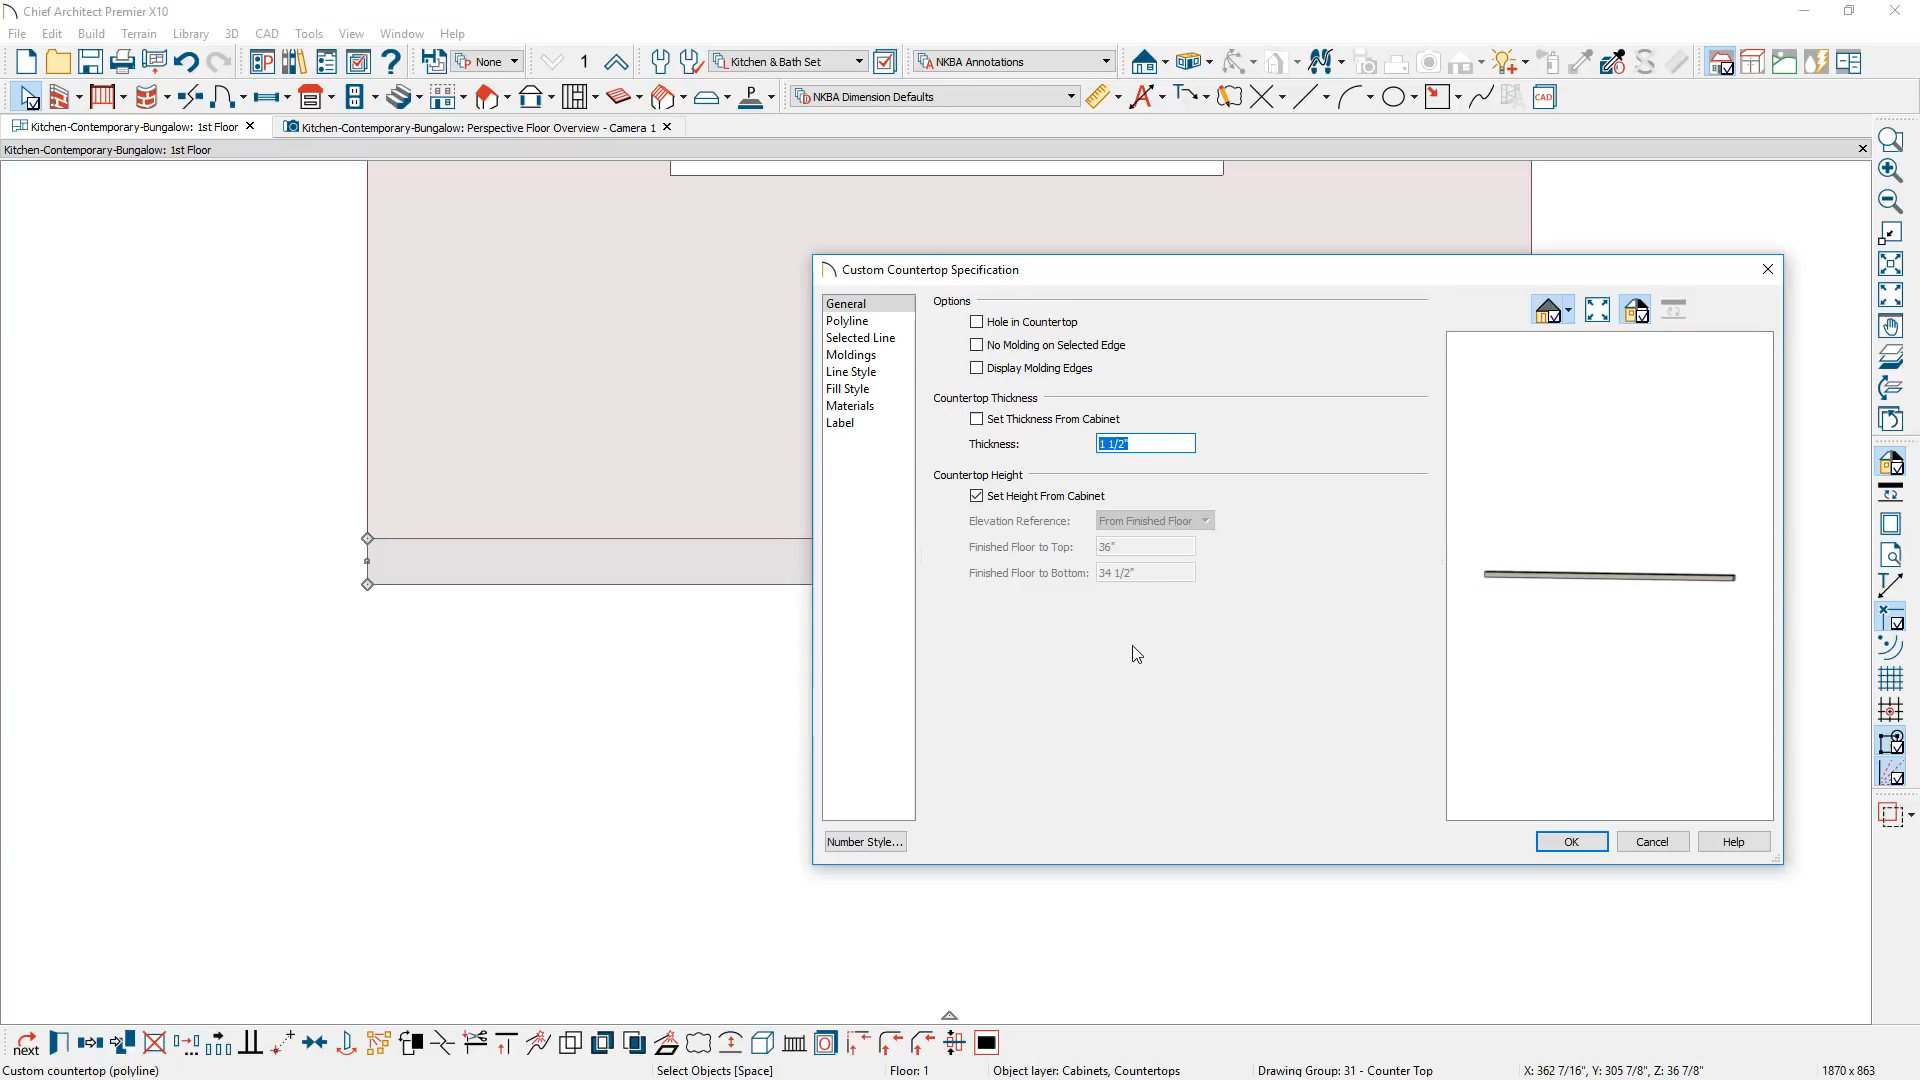 Chief Architect Premier X10
File Edit Build Terrain Library 3D CAD Tools View Window Help
None 1 Kitchen & Bath Set NKBA Annotations
P NKBA Dimension Defaults CAD
Kitchen-Contemporary-Bungalow: 1st Floor Kitchen-Contemporary-Bungalow: Perspective Floor Overview - Camera 1
Kitchen-Contemporary-Bungalow: 1st Floor
Custom Countertop Specification
General
Polyline
Selected Line
Moldings
Line Style
Fill Style
Materials
Label
Options
Hole in Countertop
No Molding on Selected Edge
Display Molding Edges
Countertop Thickness
Set Thickness From Cabinet
Thickness: 1 1/2"
Countertop Height
Set Height From Cabinet
Elevation Reference: From Finished Floor
Finished Floor to Top: 36"
Finished Floor to Bottom: 34 1/2"
Number Style... OK Cancel Help
next
Custom countertop (polyline) Select Objects [Space] Floor: 1 Object layer: Cabinets, Countertops Drawing Group: 31 - Counter Top X: 362 7/16", Y: 305 7/8", Z: 36 7/8" 1870 x 863